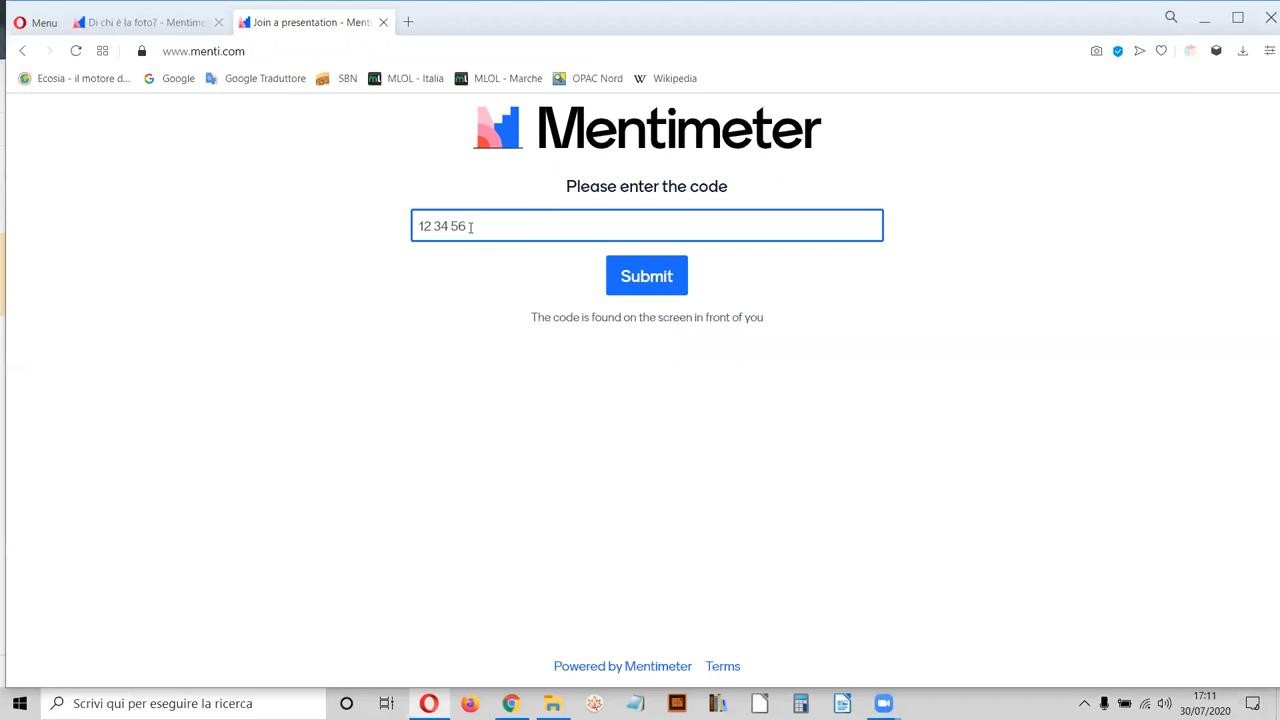 Menu
Di chi è la foto? - Mentime
Join a presentation - Menti
www.menti.com
Ecosia - il motore d...
Google
Google Traduttore
SBN
MLOL - Italia
MLOL - Marche
OPAC Nord
Wikipedia
Mentimeter
Please enter the code
12 34 56
Submit
The code is found on the screen in front of you
Powered by Mentimeter
Terms
Scrivi qui pereseguire la ricerca
17:11
30/07/2020